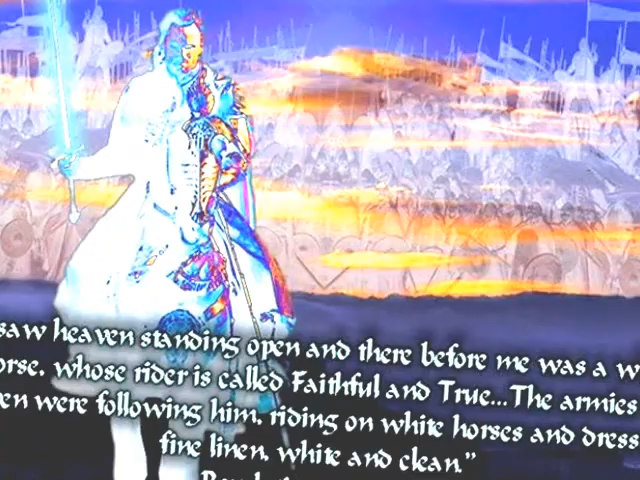 saw heaven standing open and there before me was a w
orse, whose rider is called Faithful and True...The armies
en were following him, riding on white horses and dress
fine linen, white and clean."